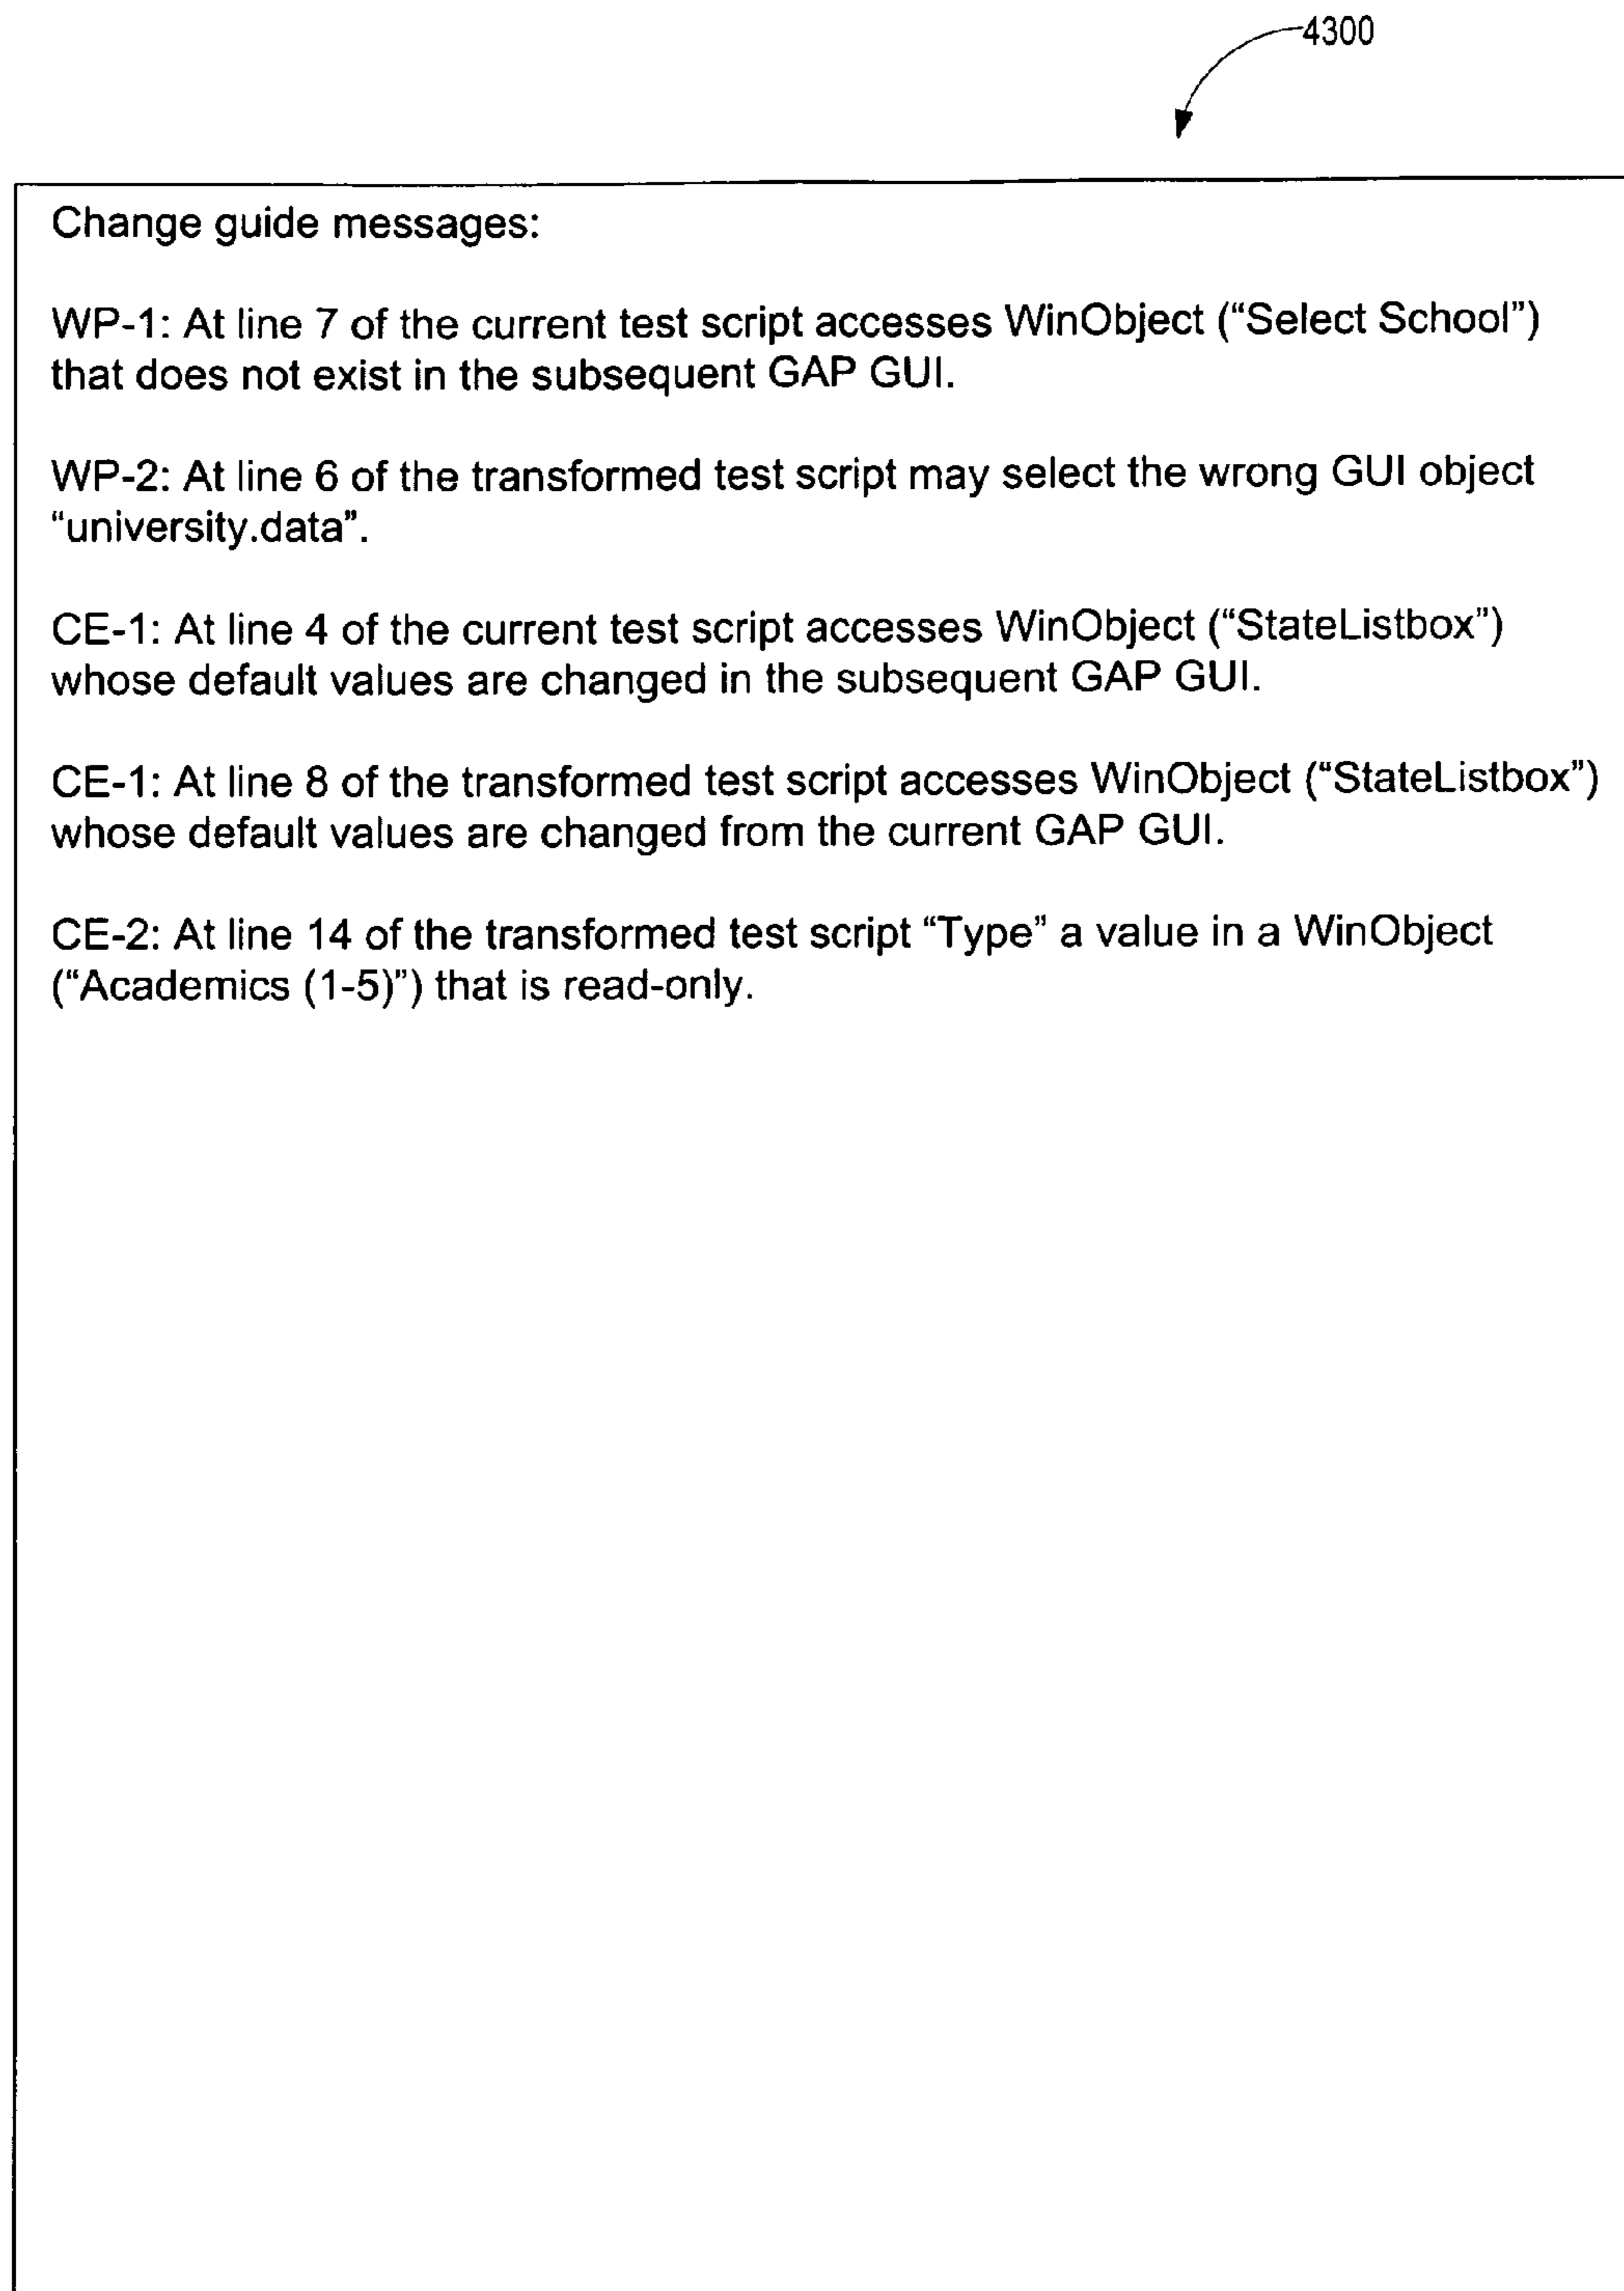 4300
Change guide messages:
WP-1: At line 7 of the current test script accesses WinObject (“Select School”)
that does not exist in the subsequent GAP GUI.
WP-2: At line 6 of the transformed test script may select the wrong GUI object
“university.data”.
CE-1: At line 4 of the current test script accesses WinObject (“StateListbox”)
whose default values are changed in the subsequent GAP GUI.
CE-1: At line 8 of the transformed test script accesses WinObject (“StateListbox”)
whose default values are changed from the current GAP GUI.
CE-2: At line 14 of the transformed test script “Type” a value in a WinObject
(“Academics (1-5)”) that is read-only.